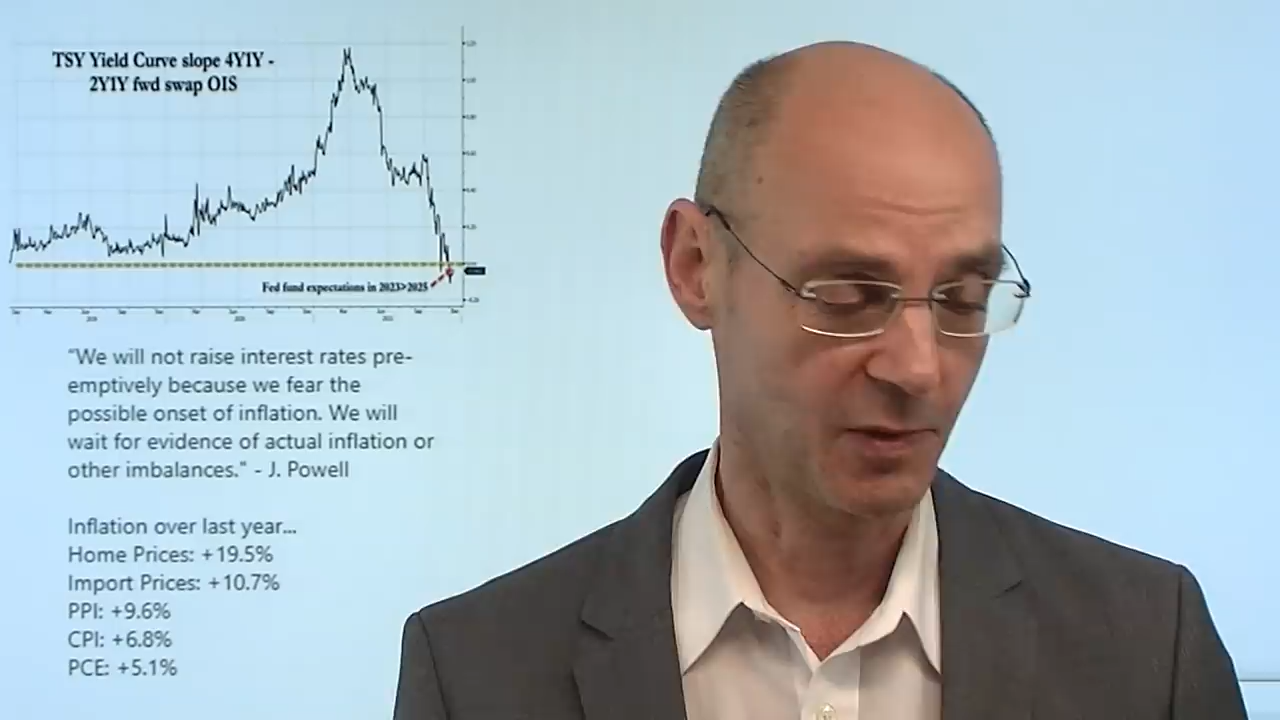 TSY Yield Curve slope 4Y1Y -
2Y1Y fwd swap OIS
Fed fund expectations in 2023>2025
“We will not raise interest rates pre-
emptively because we fear the
possible onset of inflation. We will
wait for evidence of actual inflation or
other imbalances." - J. Powell
Inflation over last year...
Home Prices: +19.5%
Import Prices: +10.7%
PPI: +9.6%
CPI: +6.8%
PCE: +5.1%